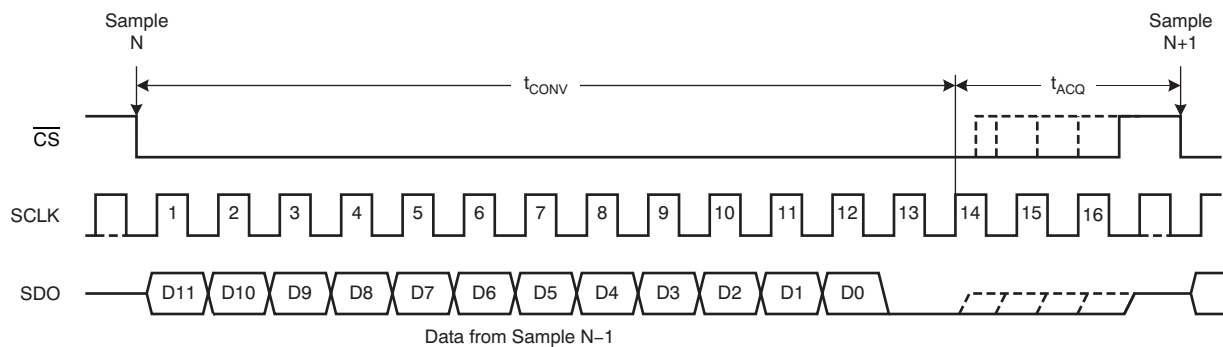 Sample
N
Sample
N+1
tCONV
tACQ
CS
SCLK
1 2 3 4 5 6 7 8 9 10 11 12 13 14 15 16
SDO
D11 D10 D9 D8 D7 D6 D5 D4 D3 D2 D1 D0
Data from Sample N–1